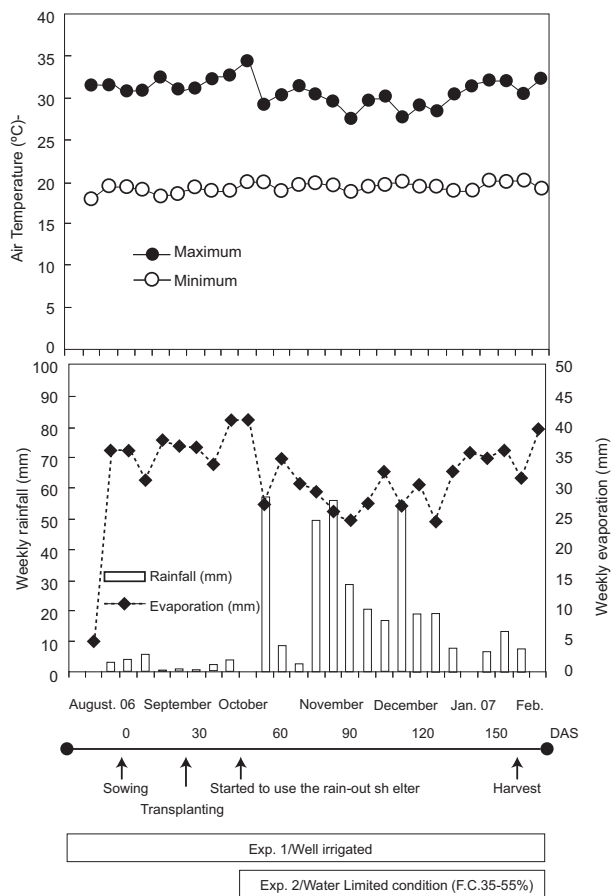 40
35
30
25
20
15
10
5
0
Air Temperature (ºC)-
Maximum
Minimum
100
90
80
70
60
50
40
30
20
10
0
Weekly rainfall (mm)
50
45
40
35
30
25
20
15
10
5
0
Weekly evaporation (mm)
Rainfall (mm)
Evaporation (mm)
August. 06 September October November December Jan. 07 Feb.
0 30 60 90 120 150 DAS
Sowing Started to use the rain-out sh elter Harvest
Transplanting
Exp. 1/Well irrigated
Exp. 2/Water Limited condition (F.C.35-55%)